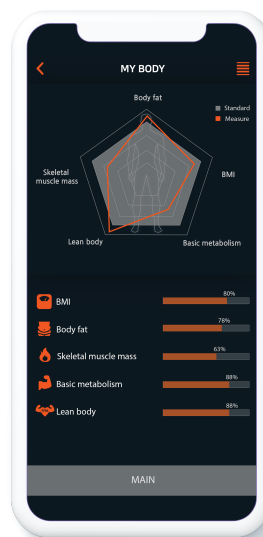 MY BODY
Body fat
Standard
Measure
Skeletal
muscle mass
BMI
Lean body
Basic metabolism
80%
BMI
78%
Body fat
63%
Skeletal muscle mass
88%
Basic metabolism
88%
Lean body
MAIN